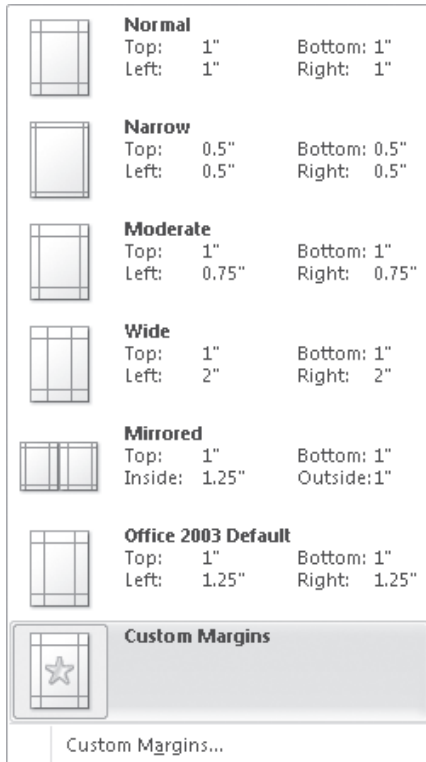 Normal
Top: 1" Bottom: 1"
Left: 1" Right: 1"
Narrow
Top: 0.5" Bottom: 0.5"
Left: 0.5" Right: 0.5"
Moderate
Top: 1" Bottom: 1"
Left: 0.75" Right: 0.75"
Wide
Top: 1" Bottom: 1"
Left: 2" Right: 2"
Mirrored
Top: 1" Bottom: 1"
Inside: 1.25" Outside: 1"
Office 2003 Default
Top: 1" Bottom: 1"
Left: 1.25" Right: 1.25"
Custom Margins
Custom Margins...